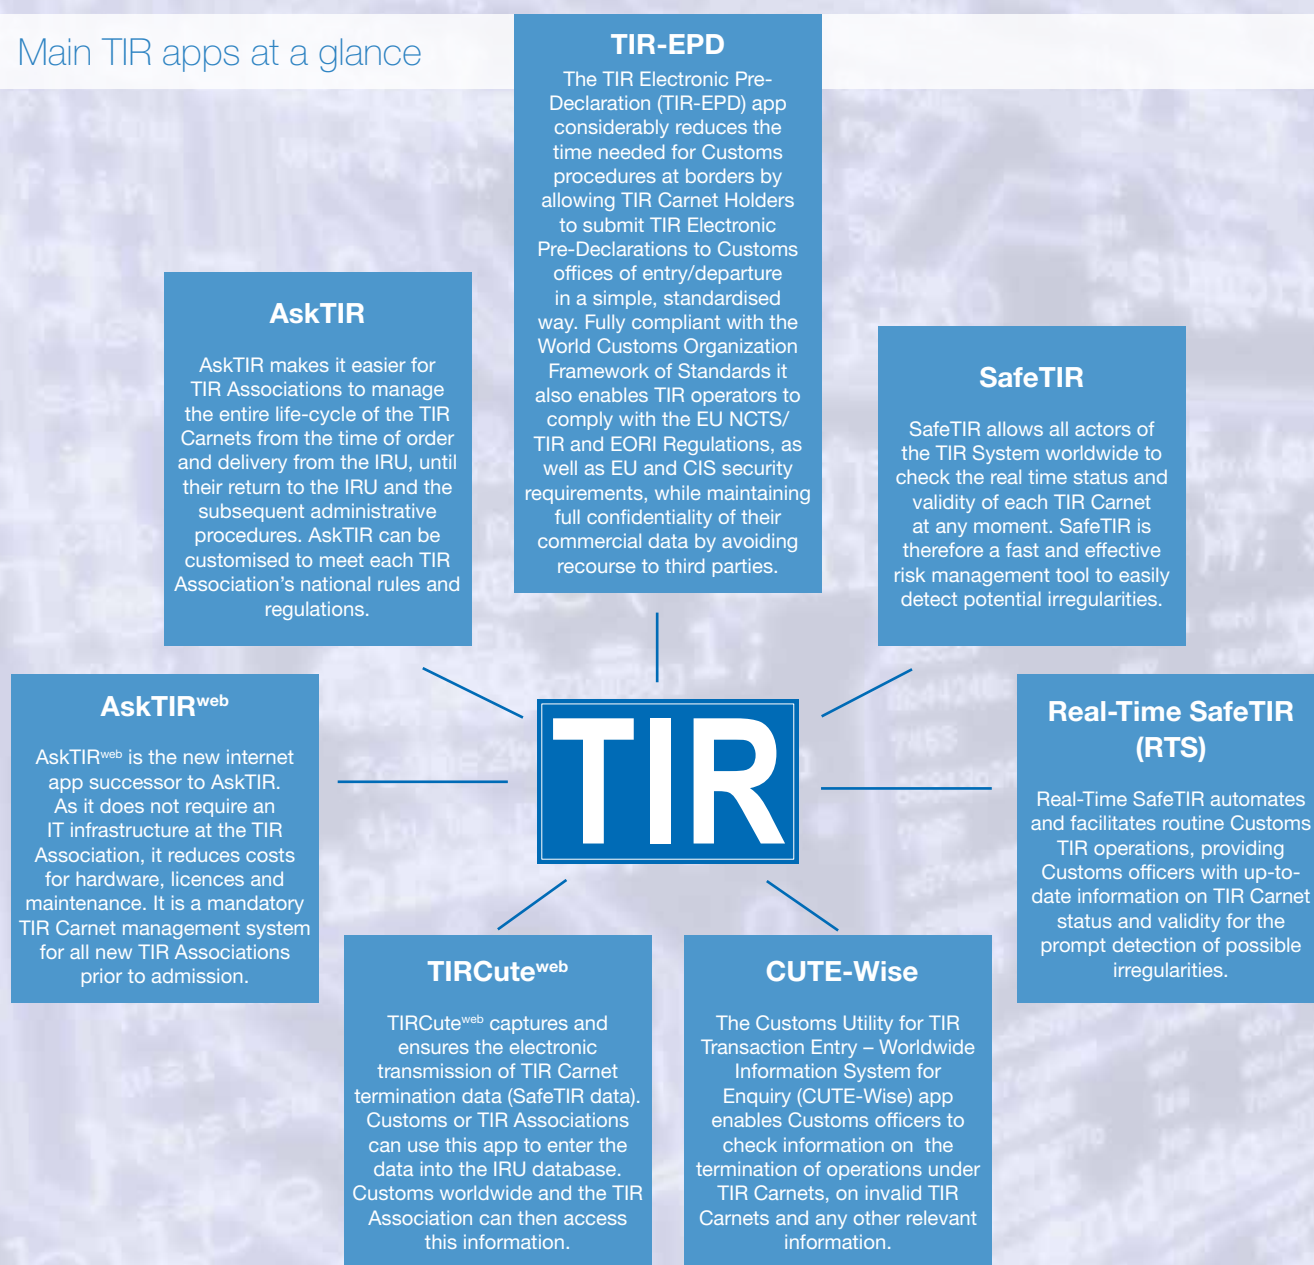 Main TIR apps at a glance
TIR-EPD
The TIR Electronic Pre-
Declaration (TIR-EPD) app
considerably reduces the
time needed for Customs
procedures at borders by
allowing TIR Carnet Holders
to submit TIR Electronic
Pre-Declarations to Customs
offices of entry/departure
in a simple, standardised
way. Fully compliant with the
World Customs Organization
Framework of Standards it
also enables TIR operators to
comply with the EU NCTS/
TIR and EORI Regulations, as
well as EU and CIS security
requirements, while maintaining
full confidentiality of their
commercial data by avoiding
recourse to third parties.
AskTIR
AskTIR makes it easier for
TIR Associations to manage
the entire life-cycle of the TIR
Carnets from the time of order
and delivery from the IRU, until
their return to the IRU and the
subsequent administrative
procedures. AskTIR can be
customised to meet each TIR
Association's national rules and
regulations.
SafeTIR
SafeTIR allows all actors of
the TIR System worldwide to
check the real time status and
validity of each TIR Carnet
at any moment. SafeTIR is
therefore a fast and effective
risk management tool to easily
detect potential irregularities.
AskTIRweb
AskTIRweb is the new internet
app successor to AskTIR.
As it does not require an
IT infrastructure at the TIR
Association, it reduces costs
for hardware, licences and
maintenance. It is a mandatory
TIR Carnet management system
for all new TIR Associations
prior to admission.
TIR
Real-Time SafeTIR
(RTS)
Real-Time SafeTIR automates
and facilitates routine Customs
TIR operations, providing
Customs officers with up-to-
date information on TIR Carnet
status and validity for the
prompt detection of possible
irregularities.
TIRCuteweb
TIRCuteweb captures and
ensures the electronic
transmission of TIR Carnet
termination data (SafeTIR data).
Customs or TIR Associations
can use this app to enter the
data into the IRU database.
Customs worldwide and the TIR
Association can then access
this information.
CUTE-Wise
The Customs Utility for TIR
Transaction Entry – Worldwide
Information System for
Enquiry (CUTE-Wise) app
enables Customs officers to
check information on the
termination of operations under
TIR Carnets, on invalid TIR
Carnets and any other relevant
information.